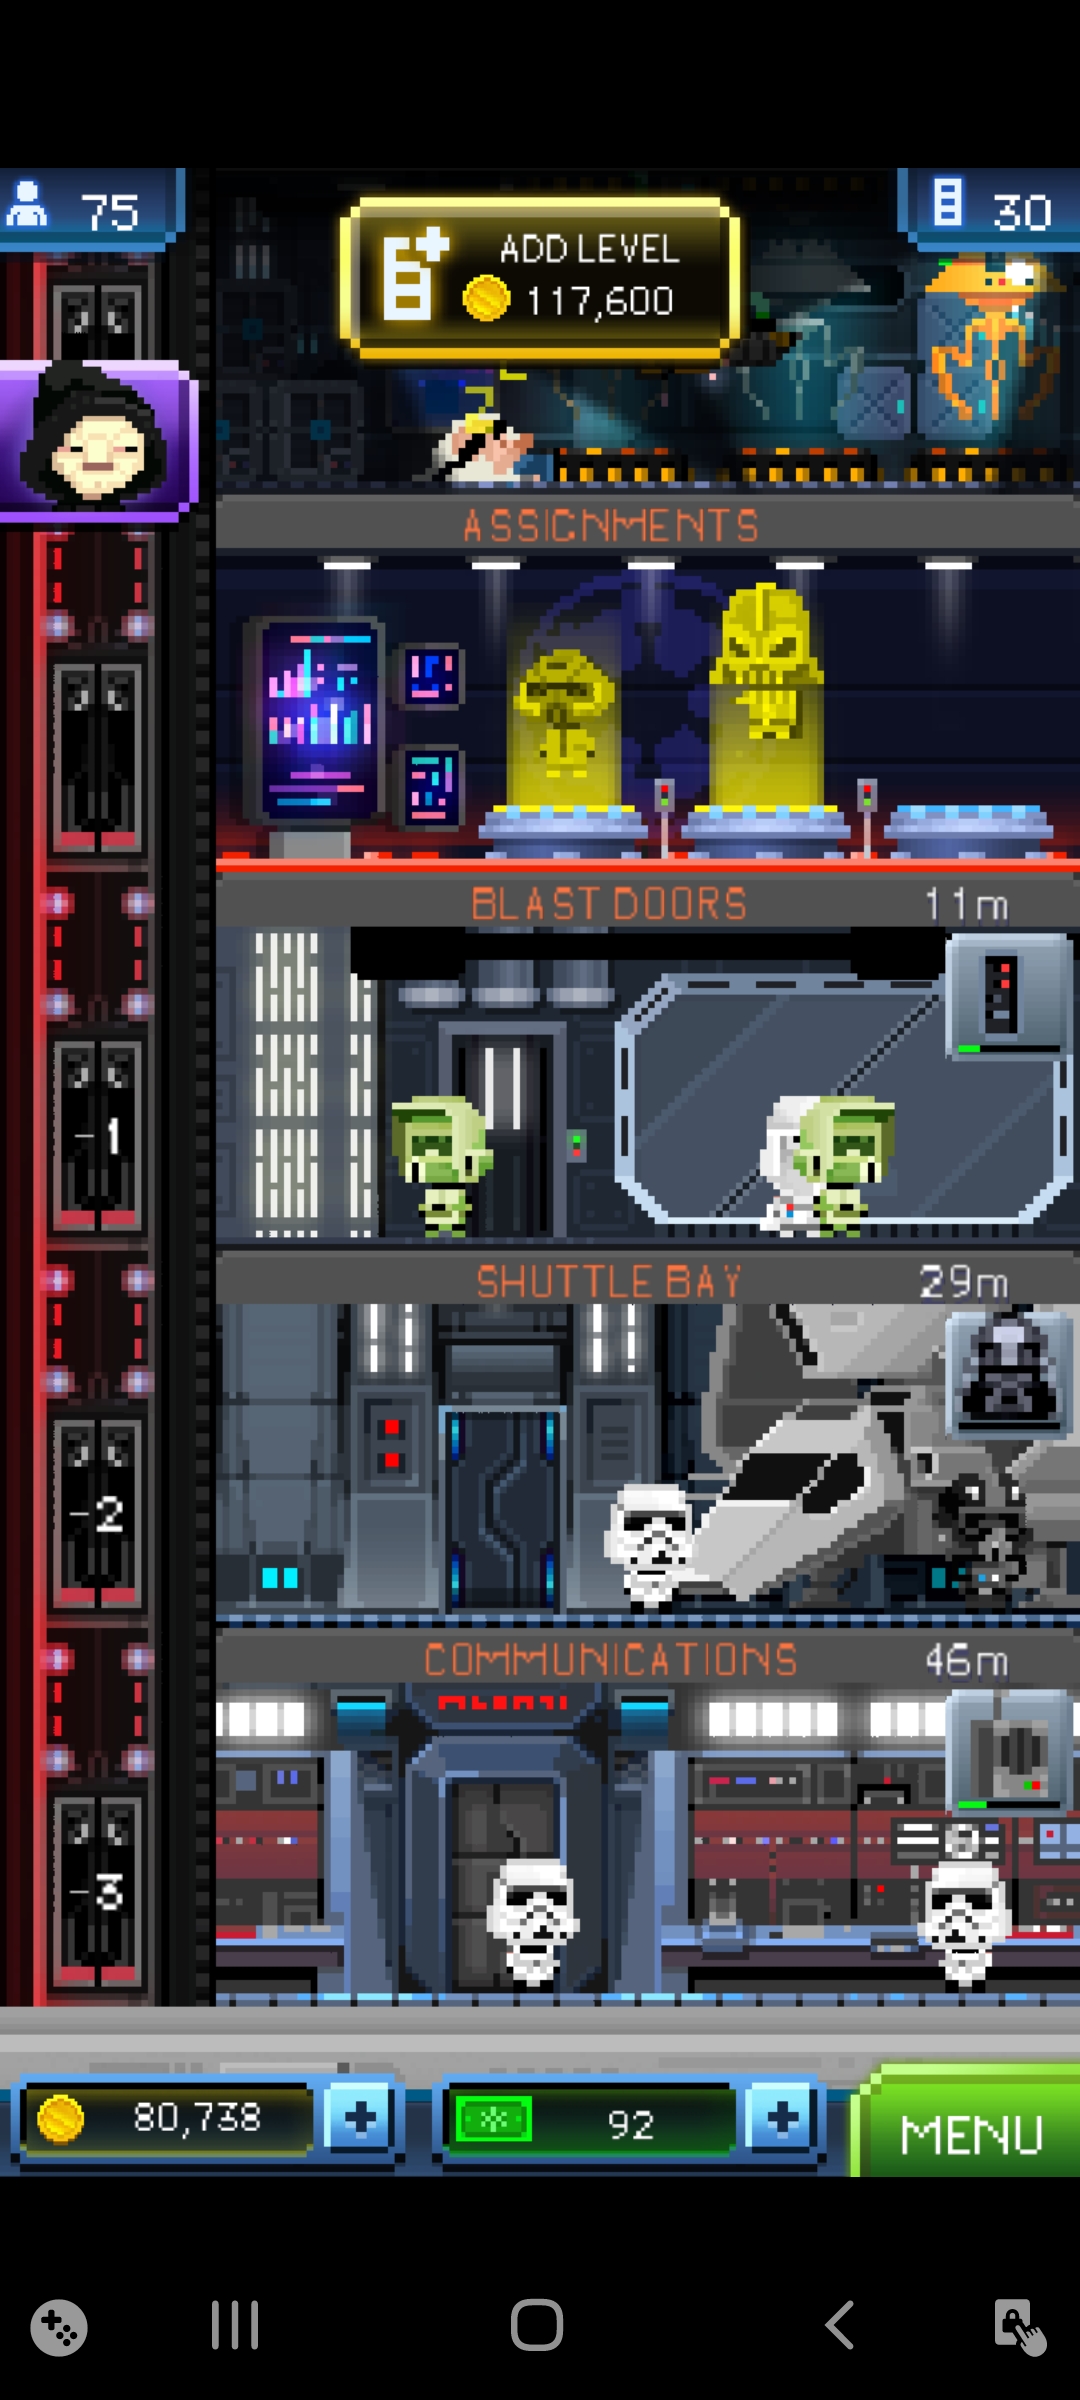 75
ADD LEVEL
117,600
30
ASSIGNMENTS
BLAST DOORS 11m
-1
SHUTTLE BAY 29m
-2
COMMUNICATIONS 46m
-3
80,738
92
MENU